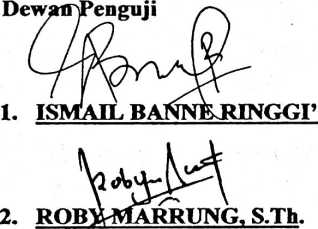 Dewan Penguji
1. ISMAIL BANNE RINGGI'
2. ROBY MARRUNG, S.Th.